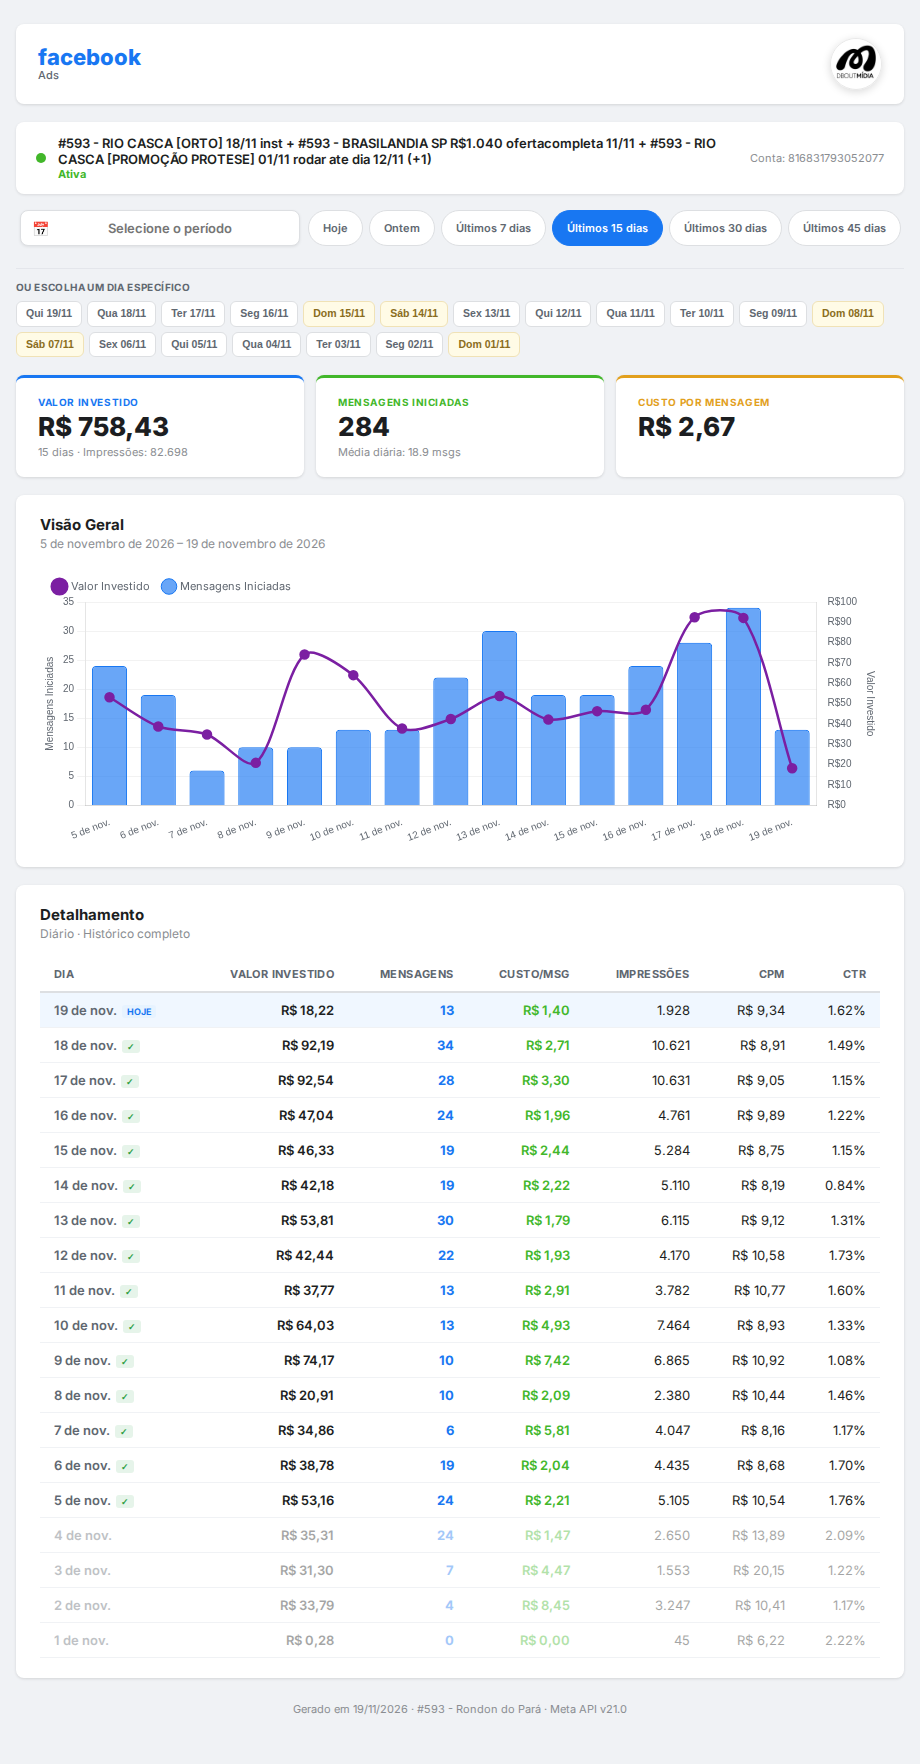 facebook
Ads
DBOUTMÍDIA
#593 - RIO CASCA [ORTO] 18/11 inst + #593 - BRASILANDIA SP R$1.040 ofertacompleta 11/11 + #593 - RIO
CASCA [PROMOÇÃO PROTESE] 01/11 rodar ate dia 12/11 (+1)
Ativa
Conta: 816831793052077
Selecione o período
Hoje
Ontem
Últimos 7 dias
Últimos 15 dias
Últimos 30 dias
Últimos 45 dias
OU ESCOLHA UM DIA ESPECÍFICO
Qui 19/11 Qua 18/11 Ter 17/11 Seg 16/11 Dom 15/11 Sáb 14/11 Sex 13/11 Qui 12/11 Qua 11/11 Ter 10/11 Seg 09/11 Dom 08/11
Sáb 07/11 Sex 06/11 Qui 05/11 Qua 04/11 Ter 03/11 Seg 02/11 Dom 01/11
VALOR INVESTIDO
R$ 758,43
15 dias · Impressões: 82.698
MENSAGENS INICIADAS
284
Média diária: 18.9 msgs
CUSTO POR MENSAGEM
R$ 2,67
Visão Geral
5 de novembro de 2026 – 19 de novembro de 2026
Valor Investido Mensagens Iniciadas
Mensagens Iniciadas
35
30
25
20
15
10
5
0
R$100
R$90
R$80
R$70
R$60
R$50
R$40
R$30
R$20
R$10
R$0
Valor Investido
5 de nov. 6 de nov. 7 de nov. 8 de nov. 9 de nov. 10 de nov. 11 de nov. 12 de nov. 13 de nov. 14 de nov. 15 de nov. 16 de nov. 17 de nov. 18 de nov. 19 de nov.
Detalhamento
Diário · Histórico completo
DIA VALOR INVESTIDO MENSAGENS CUSTO/MSG IMPRESSÕES CPM CTR
19 de nov. HOJE R$ 18,22 13 R$ 1,40 1.928 R$ 9,34 1.62%
18 de nov. ✓ R$ 92,19 34 R$ 2,71 10.621 R$ 8,91 1.49%
17 de nov. ✓ R$ 92,54 28 R$ 3,30 10.631 R$ 9,05 1.15%
16 de nov. ✓ R$ 47,04 24 R$ 1,96 4.761 R$ 9,89 1.22%
15 de nov. ✓ R$ 46,33 19 R$ 2,44 5.284 R$ 8,75 1.15%
14 de nov. ✓ R$ 42,18 19 R$ 2,22 5.110 R$ 8,19 0.84%
13 de nov. ✓ R$ 53,81 30 R$ 1,79 6.115 R$ 9,12 1.31%
12 de nov. ✓ R$ 42,44 22 R$ 1,93 4.170 R$ 10,58 1.73%
11 de nov. ✓ R$ 37,77 13 R$ 2,91 3.782 R$ 10,77 1.60%
10 de nov. ✓ R$ 64,03 13 R$ 4,93 7.464 R$ 8,93 1.33%
9 de nov. ✓ R$ 74,17 10 R$ 7,42 6.865 R$ 10,92 1.08%
8 de nov. ✓ R$ 20,91 10 R$ 2,09 2.380 R$ 10,44 1.46%
7 de nov. ✓ R$ 34,86 6 R$ 5,81 4.047 R$ 8,16 1.17%
6 de nov. ✓ R$ 38,78 19 R$ 2,04 4.435 R$ 8,68 1.70%
5 de nov. ✓ R$ 53,16 24 R$ 2,21 5.105 R$ 10,54 1.76%
4 de nov. R$ 35,31 24 R$ 1,47 2.650 R$ 13,89 2.09%
3 de nov. R$ 31,30 7 R$ 4,47 1.553 R$ 20,15 1.22%
2 de nov. R$ 33,79 4 R$ 8,45 3.247 R$ 10,41 1.17%
1 de nov. R$ 0,28 0 R$ 0,00 45 R$ 6,22 2.22%
Gerado em 19/11/2026 · #593 - Rondon do Pará · Meta API v21.0